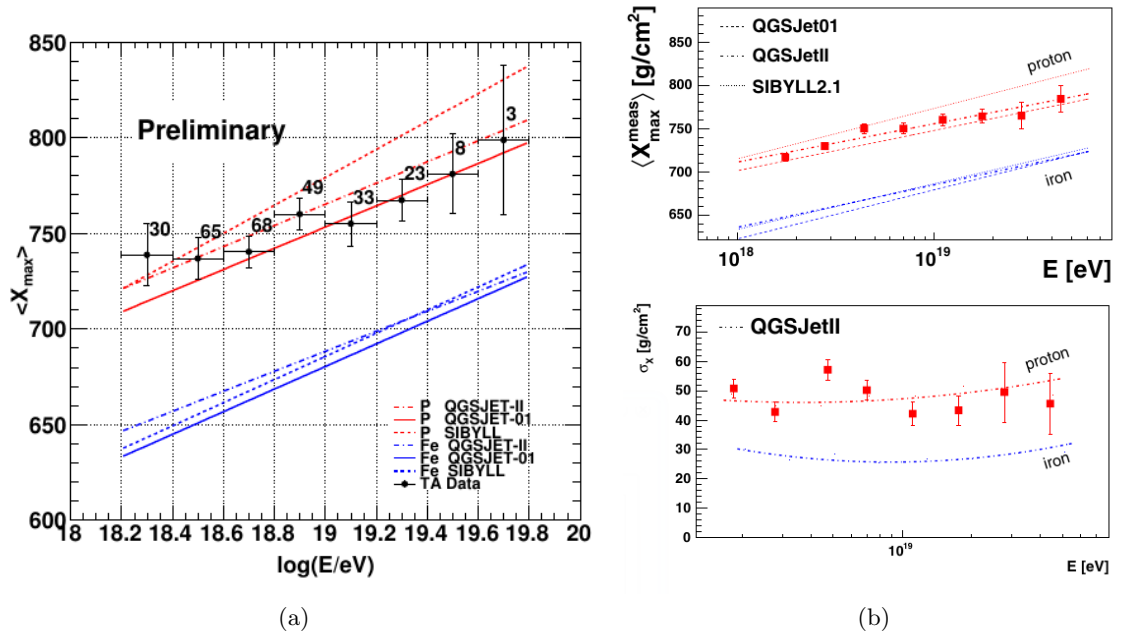 850
800
750
700
650
600
<X_max>
Preliminary
30
65
68
49
33
23
8
3
P QGSJET-II
P QGSJET-01
P SIBYLL
Fe QGSJET-II
Fe QGSJET-01
Fe SIBYLL
TA Data
18 18.2 18.4 18.6 18.8 19 19.2 19.4 19.6 19.8 20
log(E/eV)
(a)
⟨X^meas_max⟩ [g/cm²]
850
800
750
700
650
QGSJet01
QGSJetII
SIBYLL2.1
proton
iron
10^18 10^19
E [eV]
σ_x [g/cm²]
70
60
50
40
30
20
10
0
QGSJetII
proton
iron
10^19
E [eV]
(b)